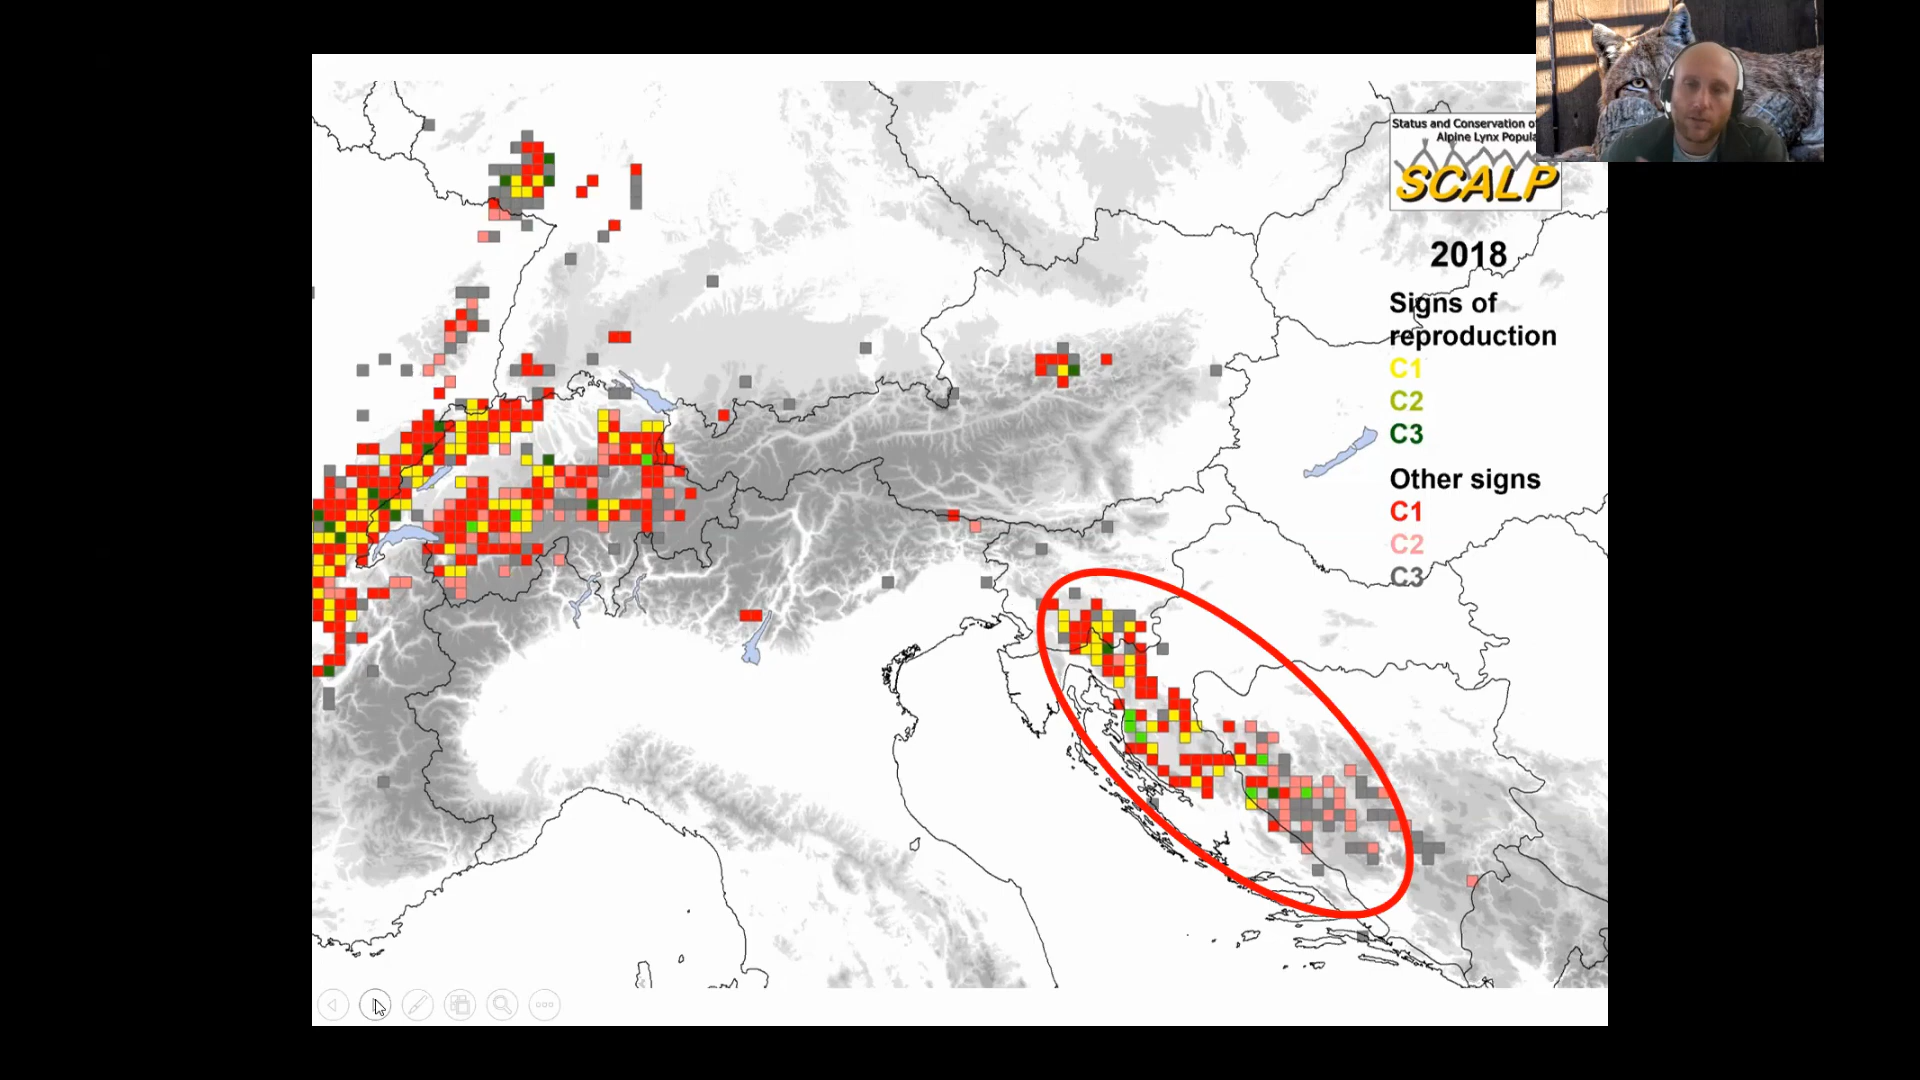 Status and Conservation o
Alpine Lynx Popula
SCALP
2018
Signs of
reproduction
C1
C2
C3
Other signs
C1
C2
C3